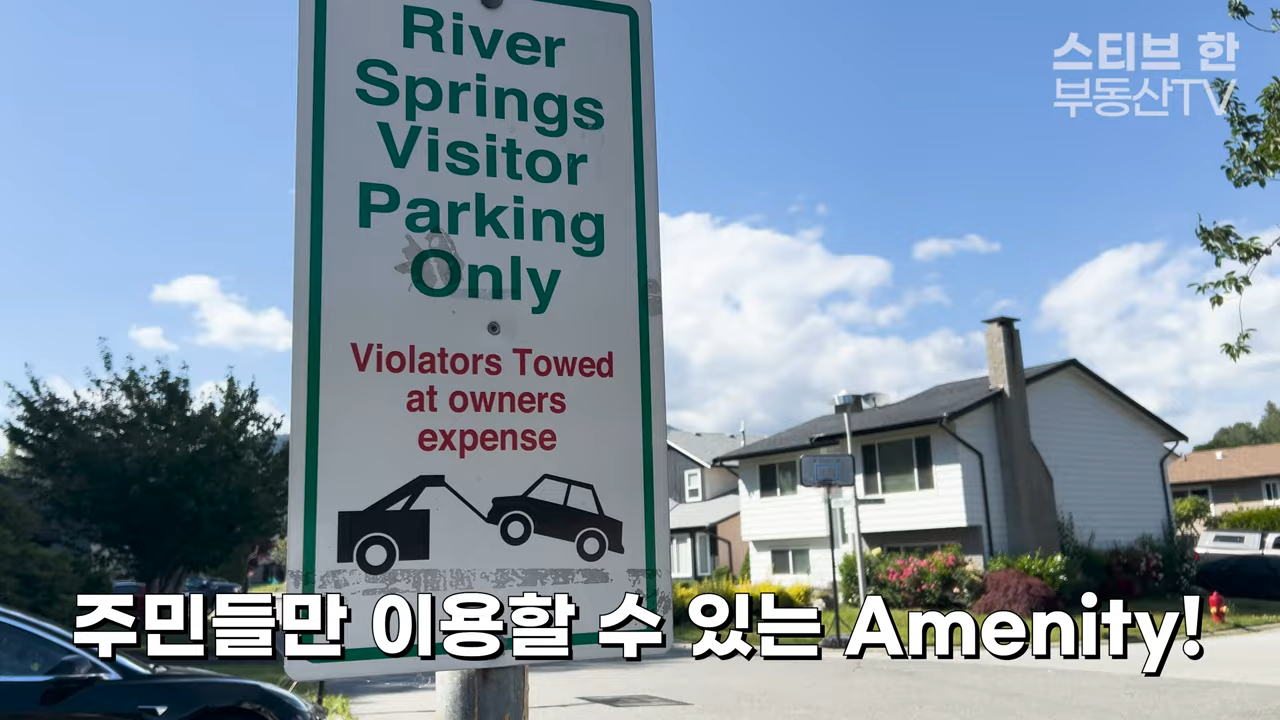 River
Springs
Visitor
Parking
Only
Violators Towed
at owners
expense
스티브 한
부동산TV
주민들만 이용할 수 있는 Amenity!